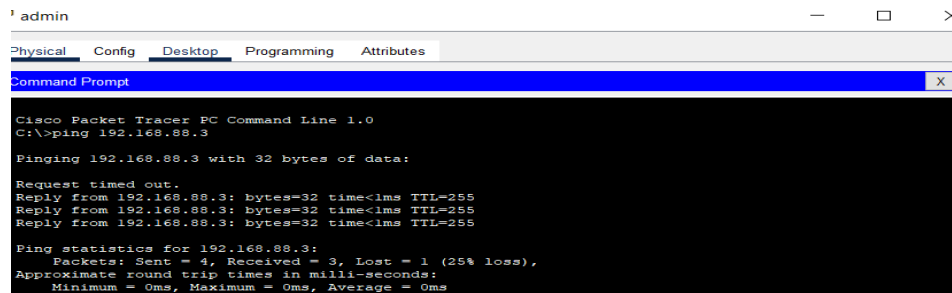 admin
Physical Config Desktop Programming Attributes
Command Prompt X
Cisco Packet Tracer PC Command Line 1.0
C:\>ping 192.168.88.3
Pinging 192.168.88.3 with 32 bytes of data:
Request timed out.
Reply from 192.168.88.3: bytes=32 time<1ms TTL=255
Reply from 192.168.88.3: bytes=32 time<1ms TTL=255
Reply from 192.168.88.3: bytes=32 time<1ms TTL=255
Ping statistics for 192.168.88.3:
Packets: Sent = 4, Received = 3, Lost = 1 (25% loss),
Approximate round trip times in milli-seconds:
Minimum = 0ms, Maximum = 0ms, Average = 0ms